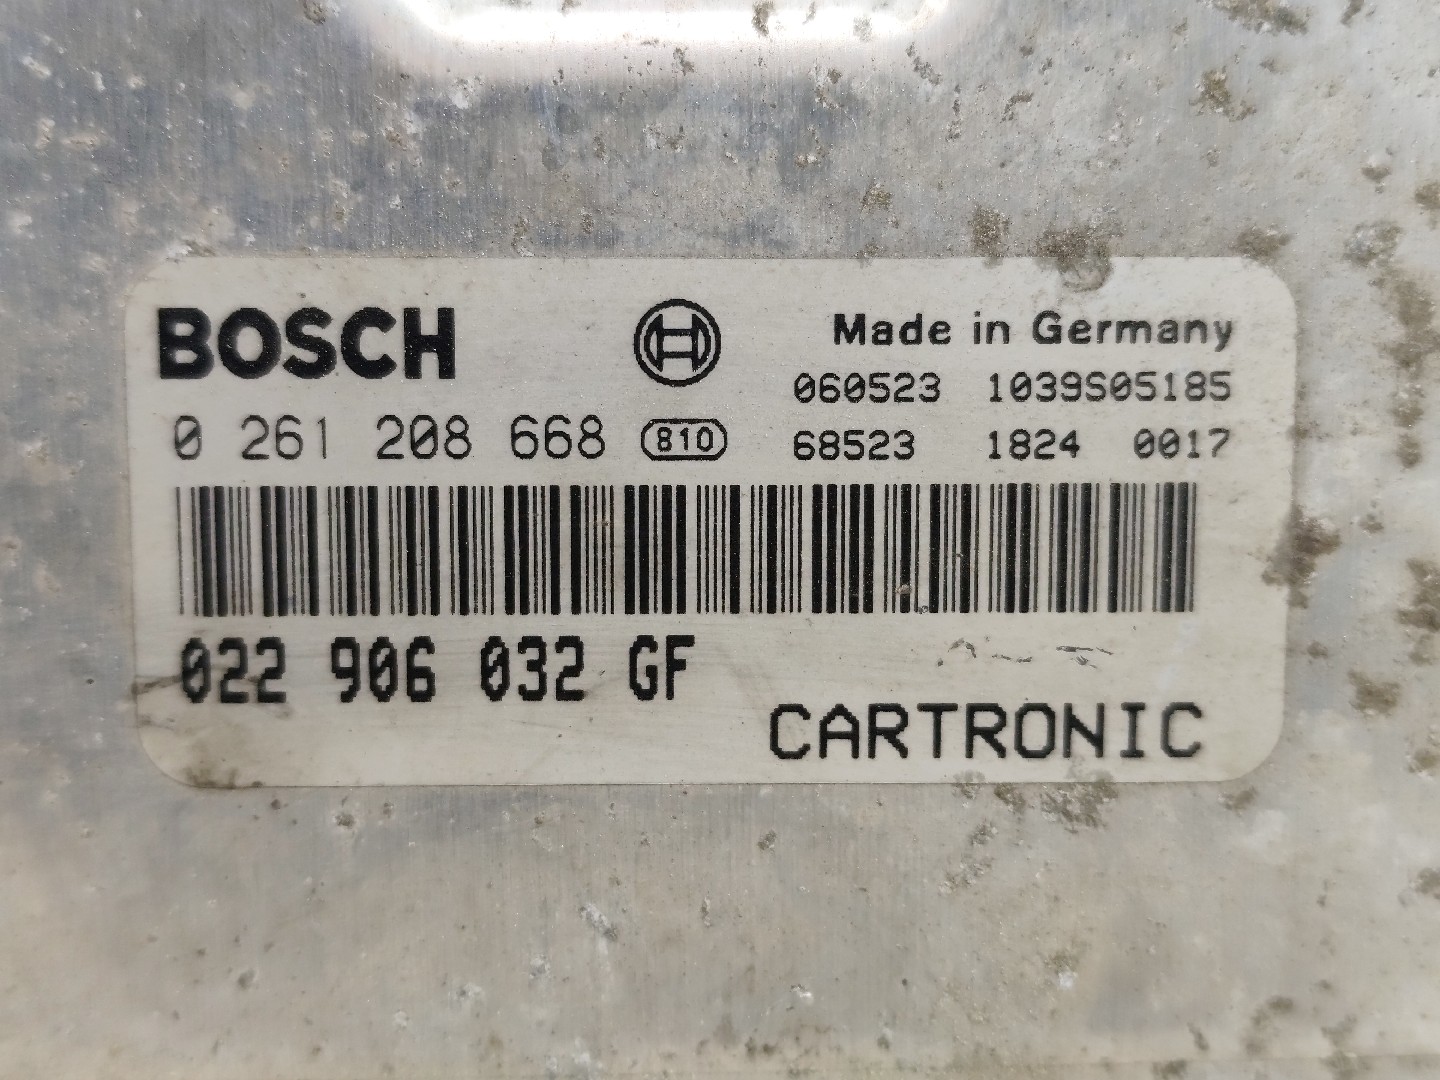 BOSCH
Made in Germany
060523 1039S05185
0 261 208 668 810 68523 1824 0017
022 906 032 GF
CARTRONIC